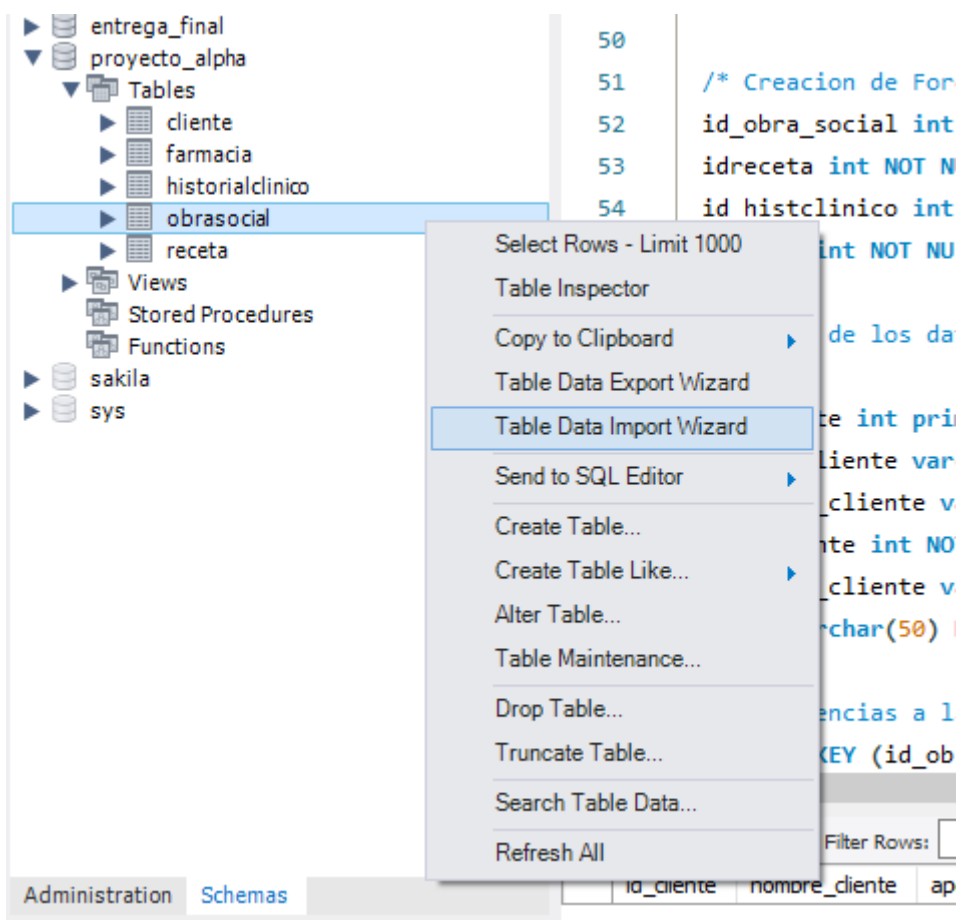 entrega_final
proyecto_alpha
Tables
cliente
farmacia
historialclinico
obrasocial
receta
Views
Stored Procedures
Functions
sakila
sys
Administration Schemas
Select Rows - Limit 1000
Table Inspector
Copy to Clipboard
Table Data Export Wizard
Table Data Import Wizard
Send to SQL Editor
Create Table...
Create Table Like...
Alter Table...
Table Maintenance...
Drop Table...
Truncate Table...
Search Table Data...
Refresh All
50
51 /* Creacion de For
52 id_obra_social int
53 idreceta int NOT N
54 id_histclinico int
int NOT NU
de los da
te int pri
liente var
_cliente va
nte int NO
_cliente va
rchar(50)
encias a l
KEY (id_ob
Filter Rows:
id_cliente nombre_cliente ap